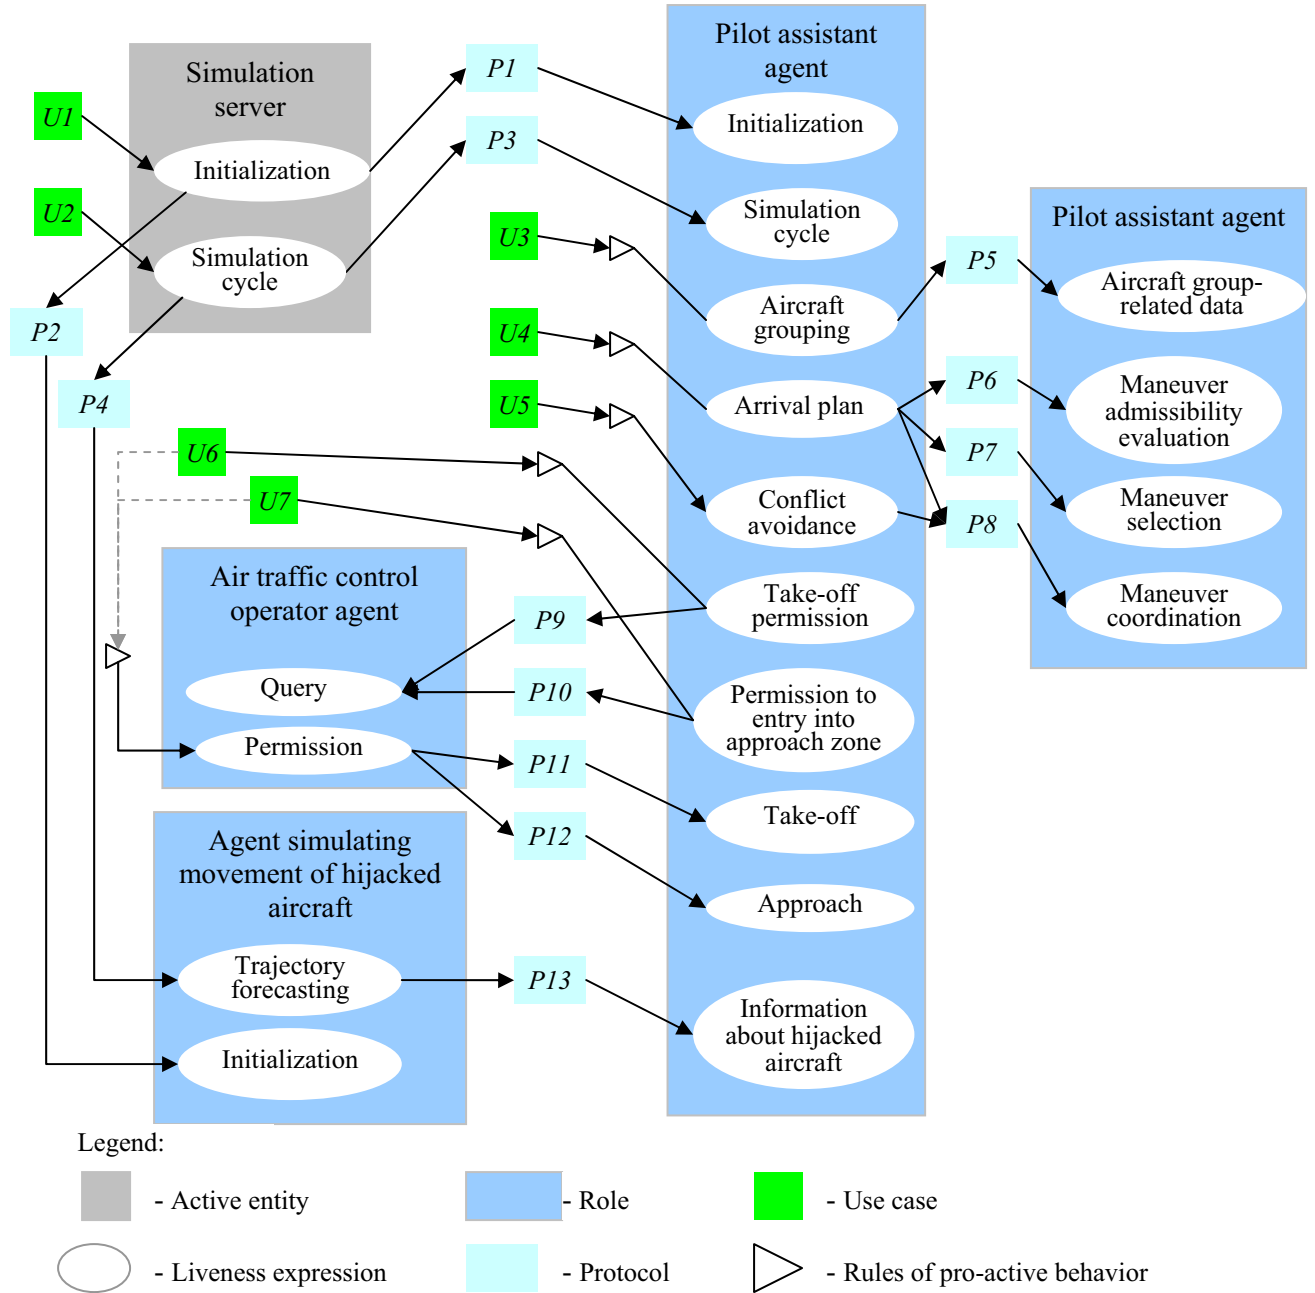 Pilot assistant
agent
Simulation
server
P1
U1
Initialization
Initialization
P3
U2
Simulation
cycle
Simulation
cycle
U3
Pilot assistant agent
P5
Aircraft group-
related data
Aircraft
grouping
P2
U4
P4
U5
Arrival plan
P6
Maneuver
admissibility
evaluation
U6
P7
U7
Conflict
avoidance
P8
Maneuver
selection
Air traffic control
operator agent
P9
Take-off
permission
Maneuver
coordination
Query
P10
Permission to
entry into
approach zone
Permission
P11
Take-off
P12
Agent simulating
movement of hijacked
aircraft
Approach
Trajectory
forecasting
P13
Information
about hijacked
aircraft
Initialization
Legend:
- Active entity
- Role
- Use case
- Liveness expression
- Protocol
- Rules of pro-active behavior